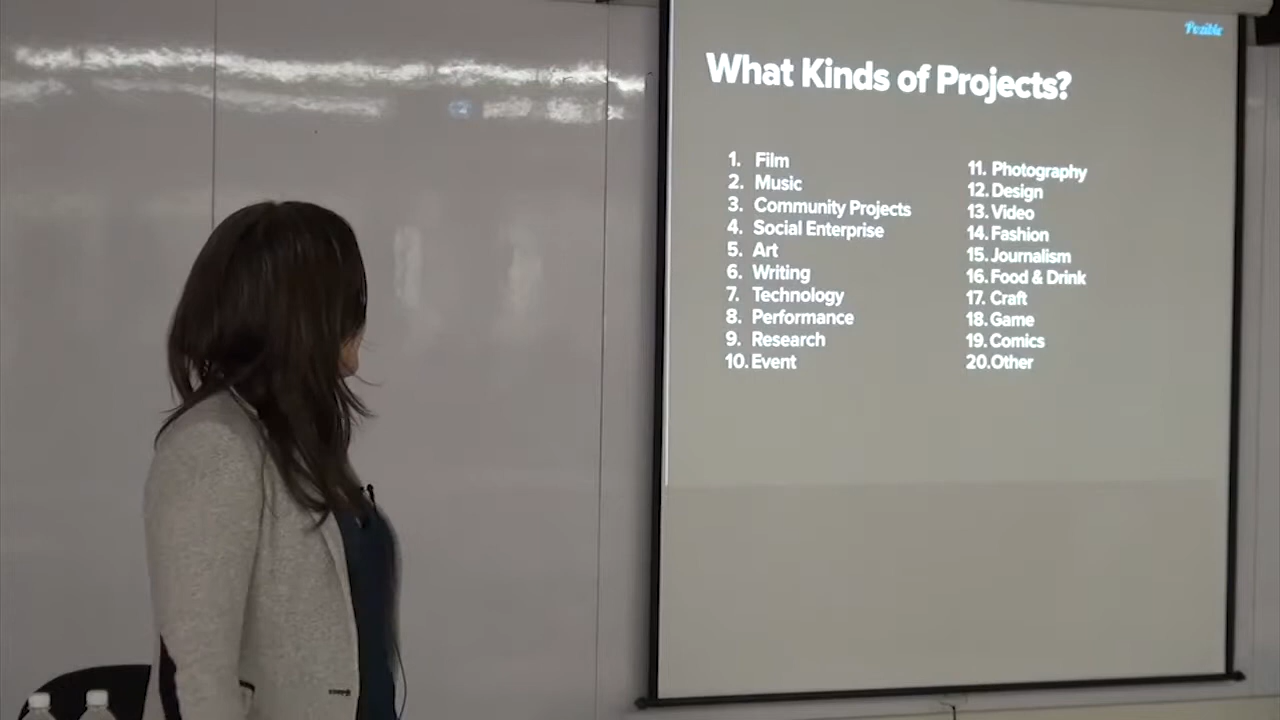 Pozible
What Kinds of Projects?
1. Film
2. Music
3. Community Projects
4. Social Enterprise
5. Art
6. Writing
7. Technology
8. Performance
9. Research
10. Event
11. Photography
12. Design
13. Video
14. Fashion
15. Journalism
16. Food & Drink
17. Craft
18. Game
19. Comics
20. Other